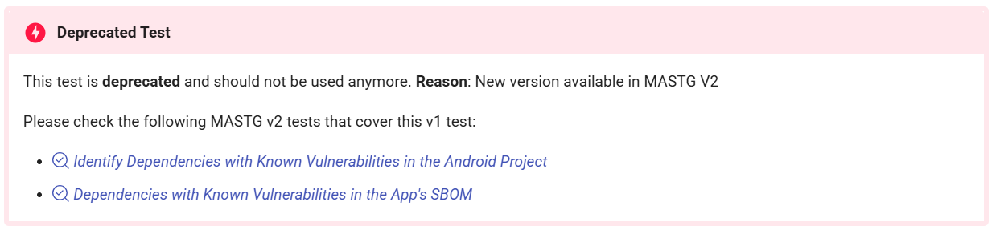 Deprecated Test
This test is deprecated and should not be used anymore. Reason: New version available in MASTG V2
Please check the following MASTG v2 tests that cover this v1 test:
Identify Dependencies with Known Vulnerabilities in the Android Project
Dependencies with Known Vulnerabilities in the App's SBOM